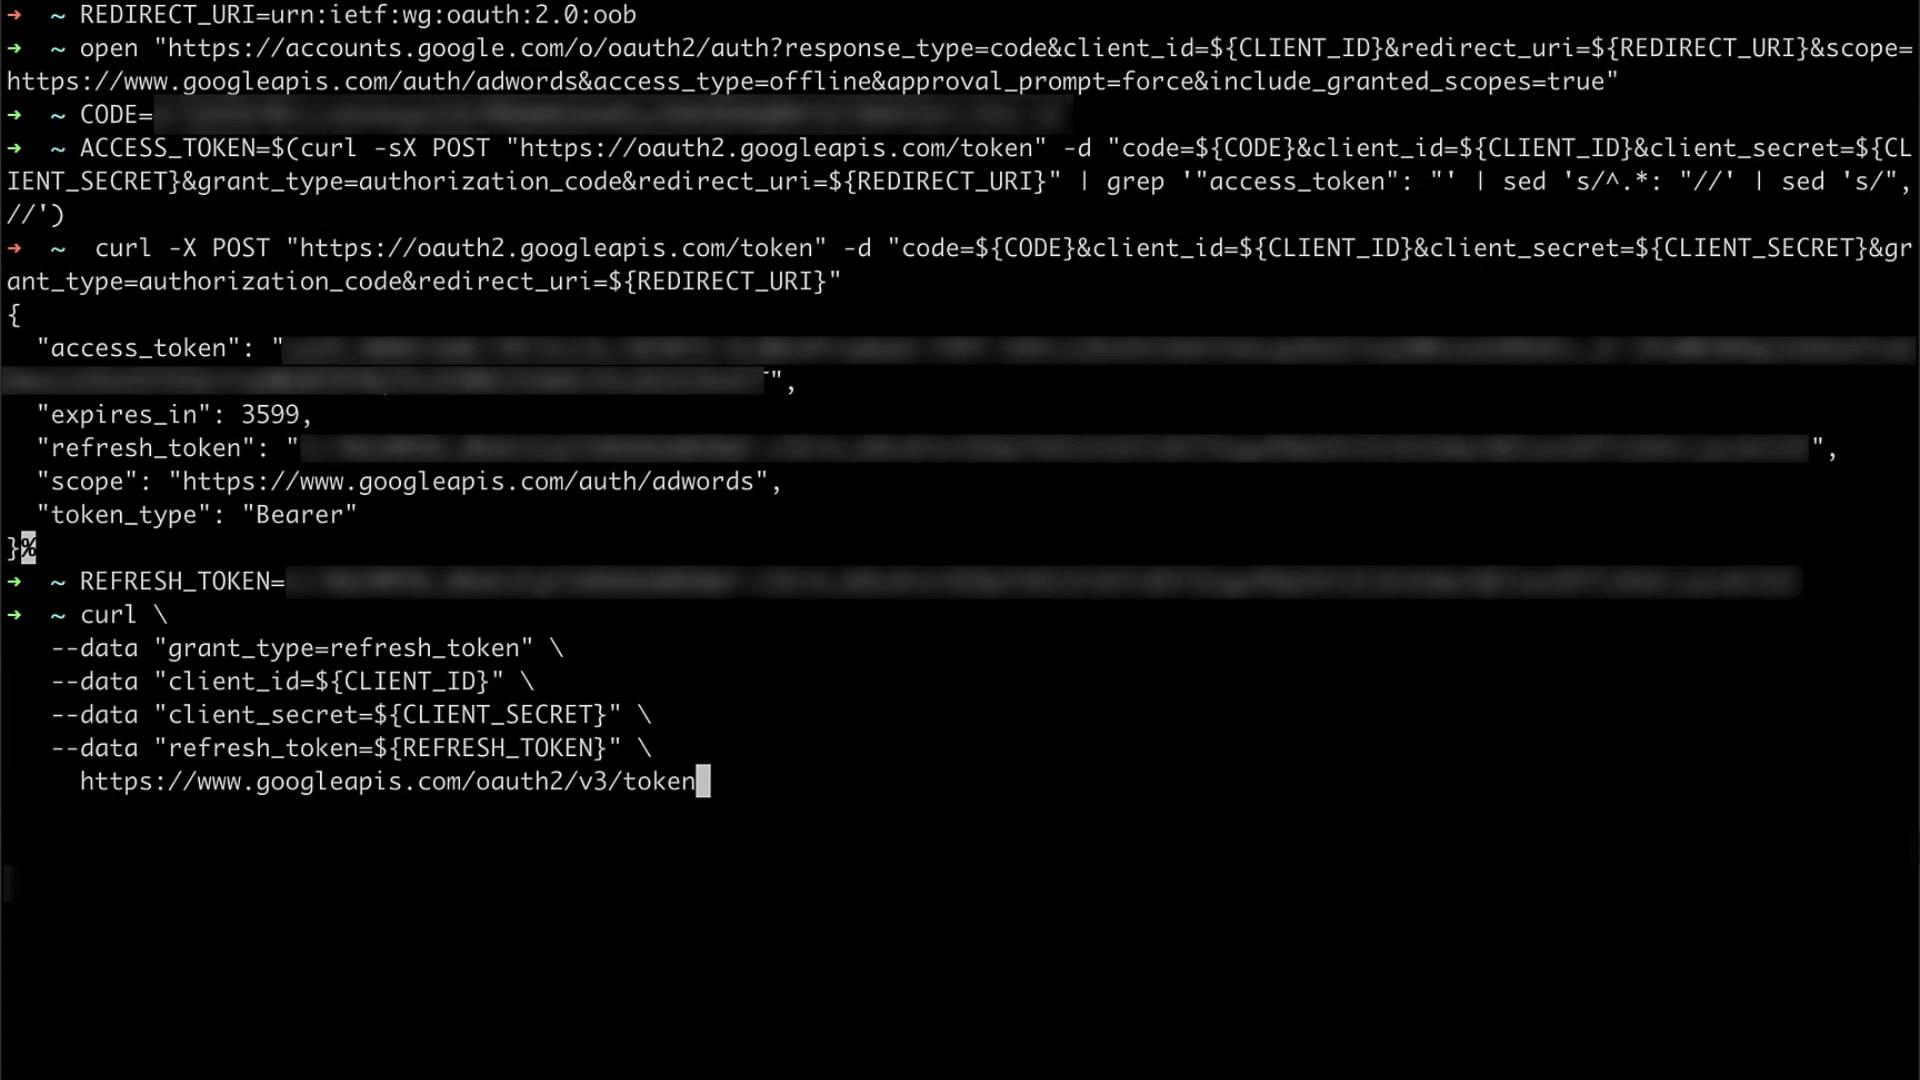 → ~ REDIRECT_URI=urn:ietf:wg:oauth:2.0:oob
→ ~ open "https://accounts.google.com/o/oauth2/auth?response_type=code&client_id=${CLIENT_ID}&redirect_uri=${REDIRECT_URI}&scope=
https://www.googleapis.com/auth/adwords&access_type=offline&approval_prompt=force&include_granted_scopes=true"
→ ~ CODE=
→ ~ ACCESS_TOKEN=$(curl -sX POST "https://oauth2.googleapis.com/token" -d "code=${CODE}&client_id=${CLIENT_ID}&client_secret=${CL
IENT_SECRET}&grant_type=authorization_code&redirect_uri=${REDIRECT_URI}" | grep '"access_token": "' | sed 's/^.*: "//' | sed 's/",
//')
→ ~ curl -X POST "https://oauth2.googleapis.com/token" -d "code=${CODE}&client_id=${CLIENT_ID}&client_secret=${CLIENT_SECRET}&gr
ant_type=authorization_code&redirect_uri=${REDIRECT_URI}"
{
"access_token": "
",
"expires_in": 3599,
"refresh_token": "",
"scope": "https://www.googleapis.com/auth/adwords",
"token_type": "Bearer"
}%
→ ~ REFRESH_TOKEN=
→ ~ curl \
--data "grant_type=refresh_token" \
--data "client_id=${CLIENT_ID}" \
--data "client_secret=${CLIENT_SECRET}" \
--data "refresh_token=${REFRESH_TOKEN}" \
https://www.googleapis.com/oauth2/v3/token